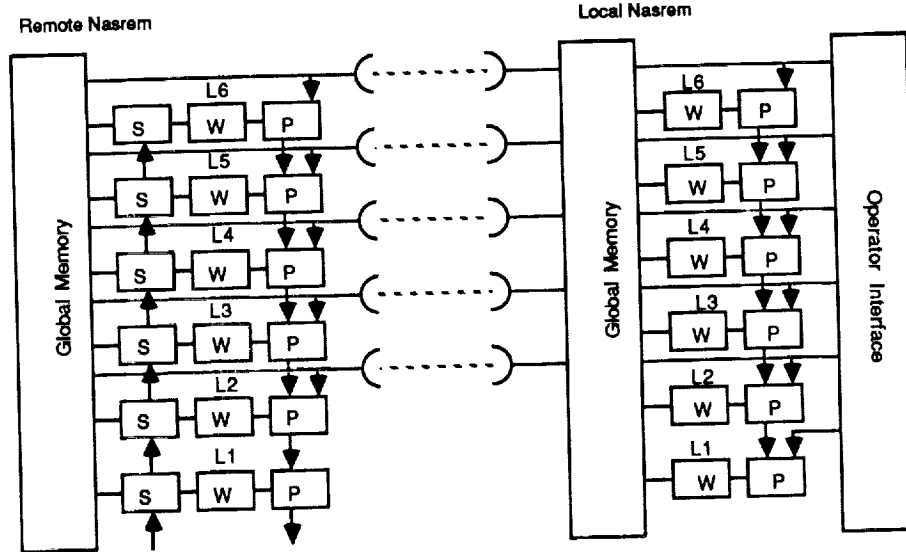 Remote Nasrem
Local Nasrem
Global Memory
L6
S W P
L5
S W P
L4
S W P
L3
S W P
L2
S W P
L1
S W P
Global Memory
L6
W P
L5
W P
L4
W P
L3
W P
L2
W P
L1
W P
Operator Interface